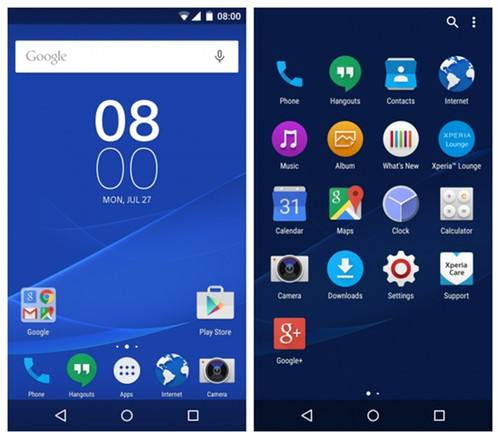 08:00
Google
08
00
MON, JUL 27
Google
Play Store
Phone
Hangouts
Apps
Internet
Camera
Phone
Hangouts
Contacts
Internet
XPERIA
Lounge
Music
Album
What's New
Xperia™ Lounge
31
8
Calendar
Maps
Clock
Calculator
Xperia
Care
Camera
Downloads
Settings
Support
g+
Google+